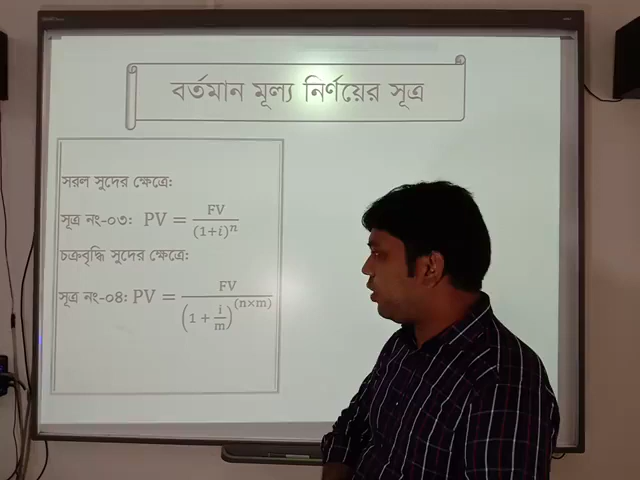 বর্তমান মূল্য নির্ণয়ের সূত্র
সরল সুদের ক্ষেত্রে:
সূত্র নং-০৩: PV = FV / (1+i)^n
চক্রবৃদ্ধি সুদের ক্ষেত্রে:
সূত্র নং-০৪: PV = FV / (1 + i/m)^(n×m)